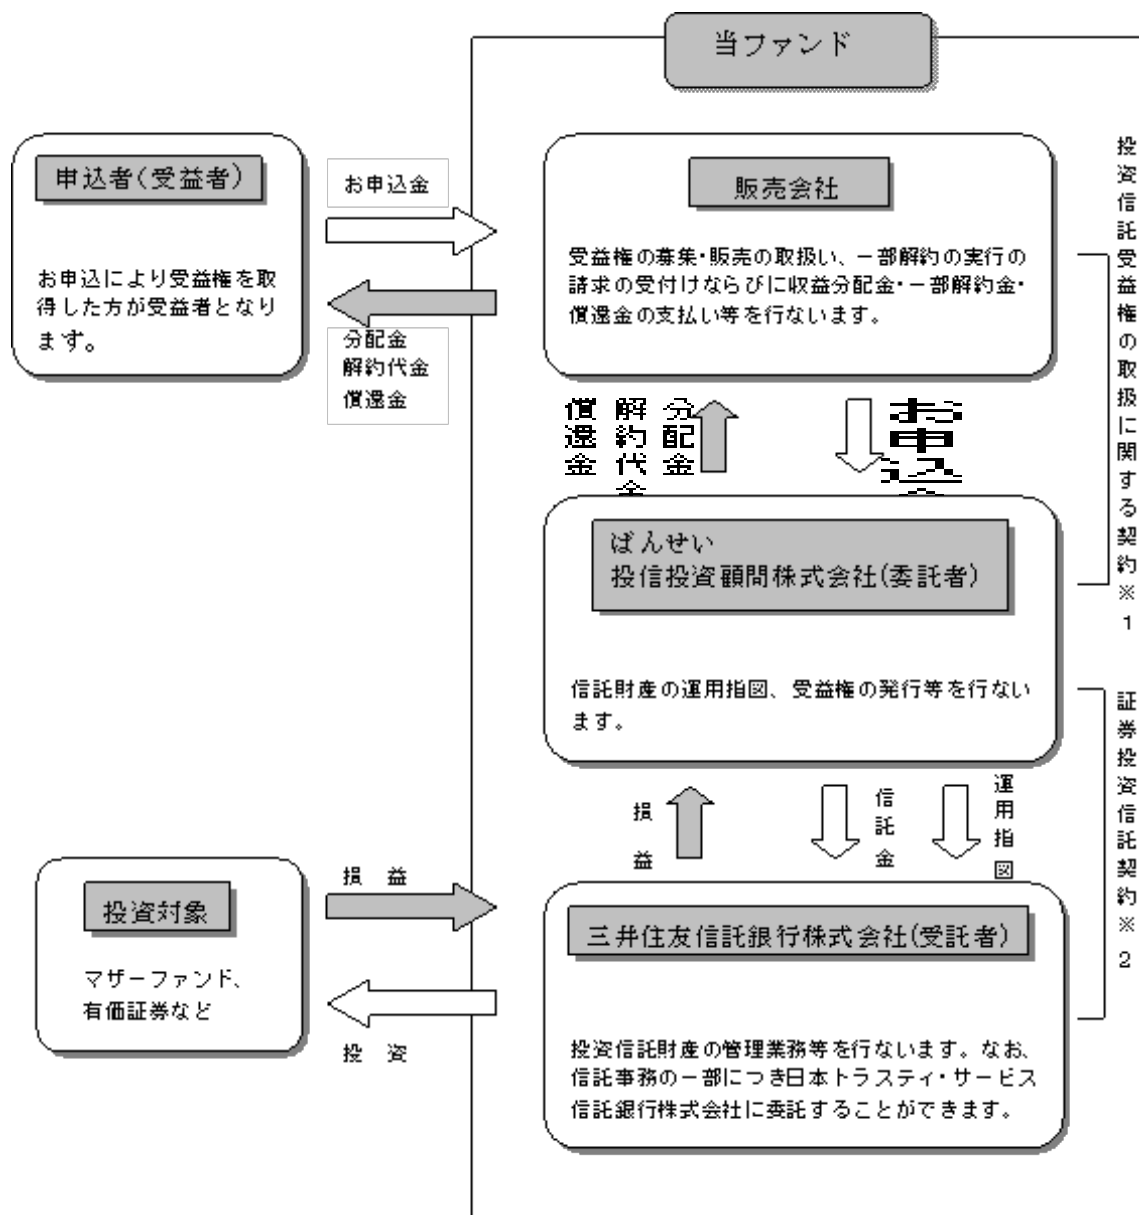 当ファンド
申込者(受益者)
お申込により受益権を取
得した方が受益者となり
ます。
お申込金
分配金
解約代金
償還金
販売会社
受益権の募集・販売の取扱い、一部解約の実行の
請求の受付けならびに収益分配金・一部解約金・
償還金の支払い等を行ないます。
償還金
解約代金
分配金
お申込金
投資信託受益権の取扱に関する契約※1
ばんせい
投信投資顧問株式会社(委託者)
信託財産の運用指図、受益権の発行等を行ない
ます。
損益
信託金
運用指図
証券投資信託契約※2
投資対象
マザーファンド、
有価証券など
損 益
投 資
三井住友信託銀行株式会社(受託者)
投資信託財産の管理業務等を行ないます。なお、
信託事務の一部につき日本トラスティ・サービス
信託銀行株式会社に委託することができます。